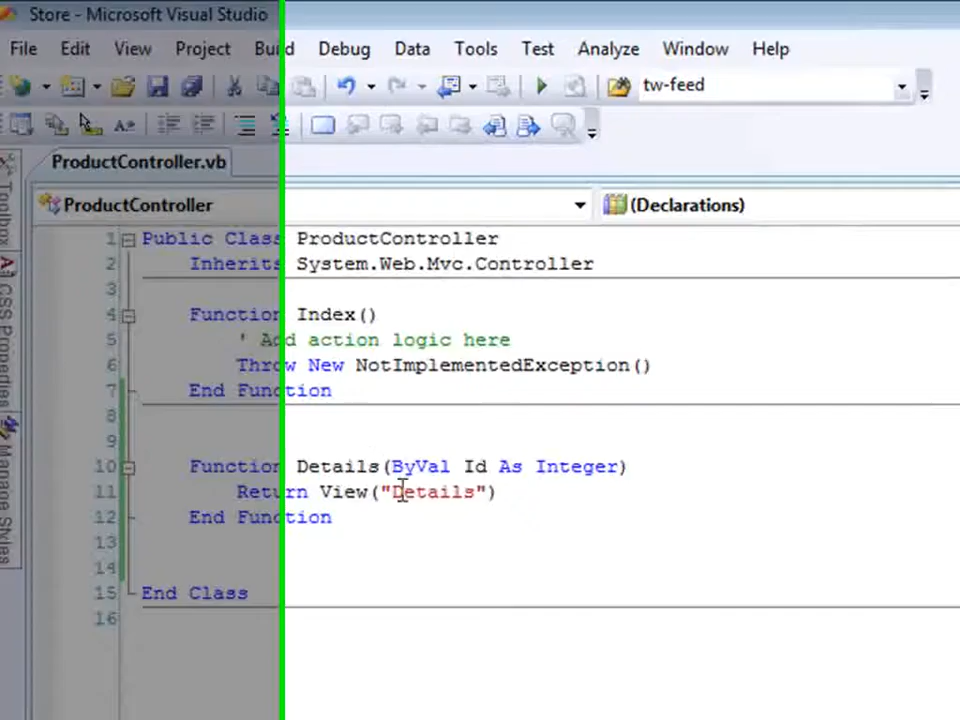 Store - Microsoft Visual Studio
File Edit View Project Build Debug Data Tools Test Analyze Window Help
tw-feed
ProductController.vb
ProductController (Declarations)
Toolbox
CSS Properties
Manage Styles
1 Public Class ProductController
2 Inherits System.Web.Mvc.Controller
3
4 Function Index()
5 ' Add action logic here
6 Throw New NotImplementedException()
7 End Function
8
9
10 Function Details(ByVal Id As Integer)
11 Return View("Details")
12 End Function
13
14
15 End Class
16